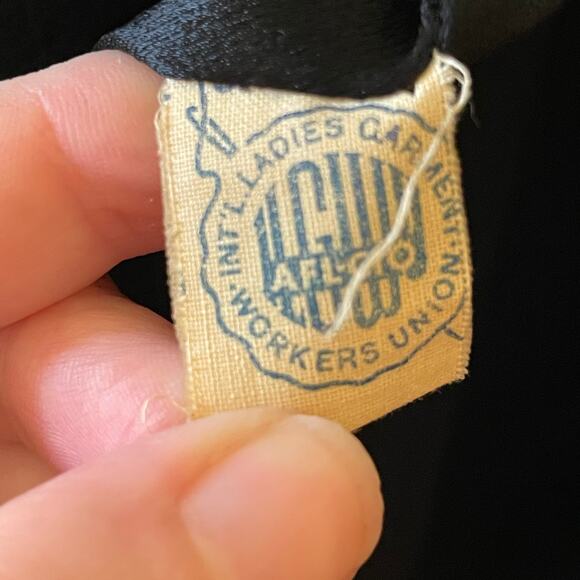 INT'L LADIES GARMENT
ILGWU
AFL-CIO
WORKERS UNION